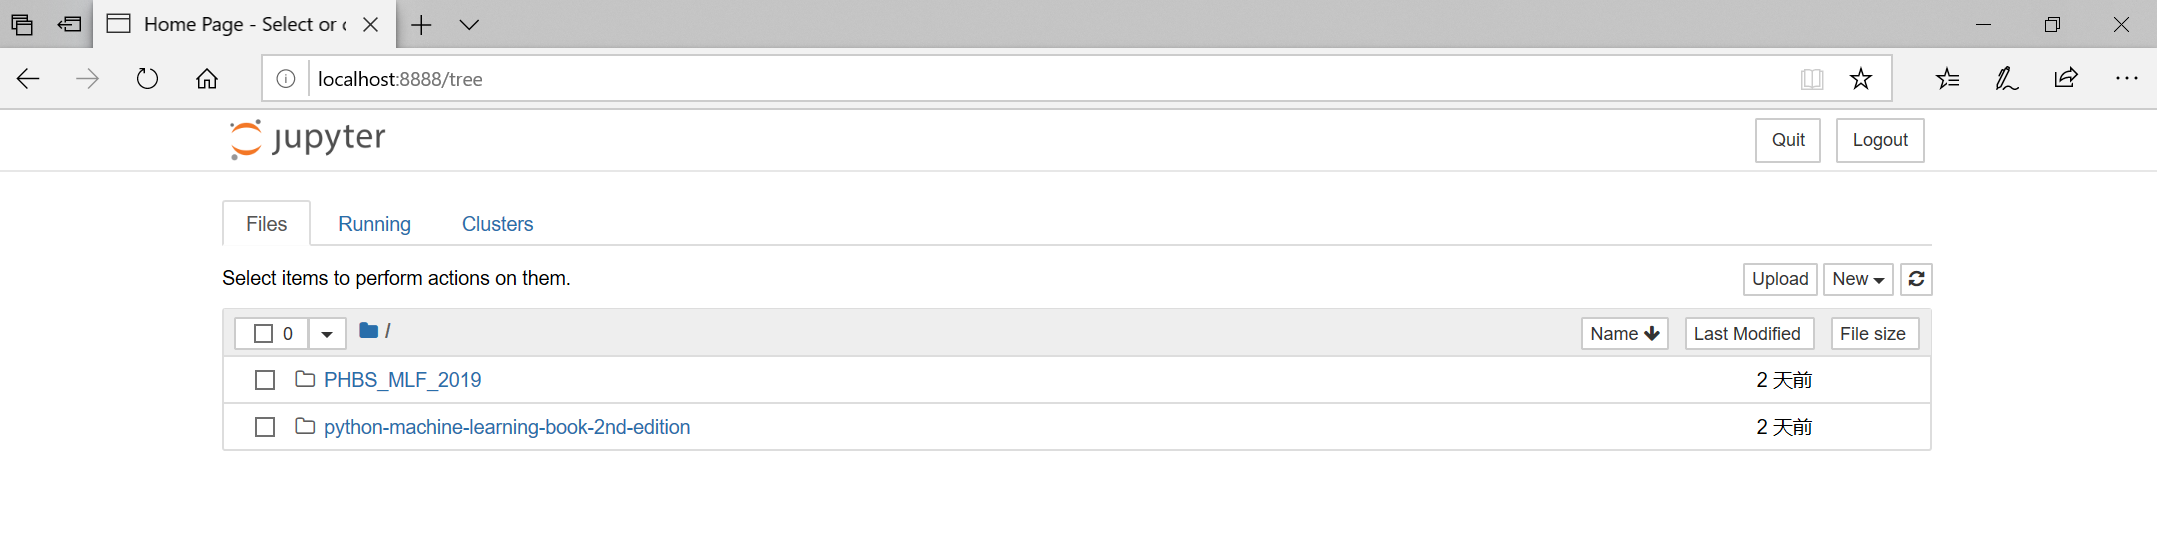 Home Page - Select or c
localhost:8888/tree
jupyter
Quit Logout
Files Running Clusters
Select items to perform actions on them.
Upload New
0 / Name Last Modified File size
PHBS_MLF_2019 2 天前
python-machine-learning-book-2nd-edition 2 天前